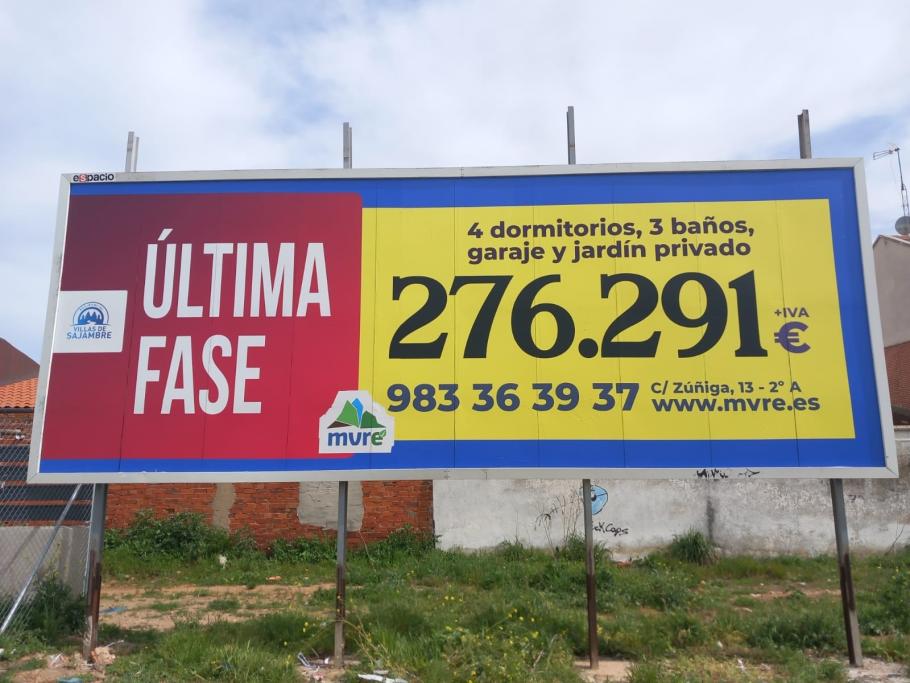 espacio
ÚLTIMA
FASE
VILLAS DE
SAJAMBRE
4 dormitorios, 3 baños,
garaje y jardín privado
276.291
+IVA
€
mvre
983 36 39 37
C/ Zúñiga, 13 - 2º A
www.mvre.es